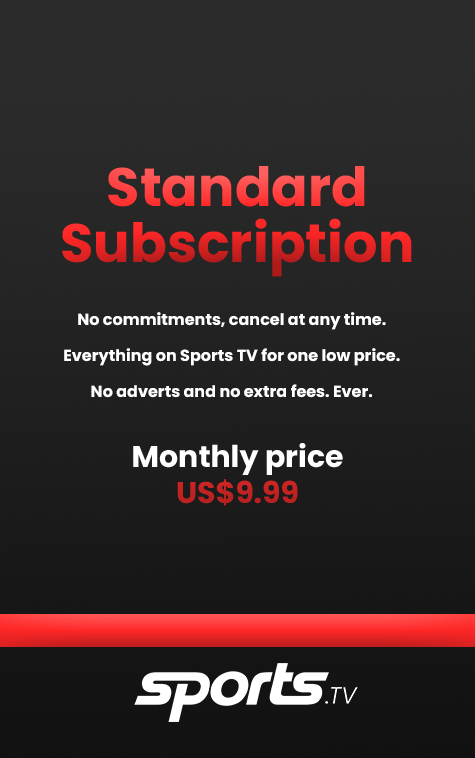 Standard
Subscription
No commitments, cancel at any time.
Everything on Sports TV for one low price.
No adverts and no extra fees. Ever.
Monthly price
US$9.99
sports.TV